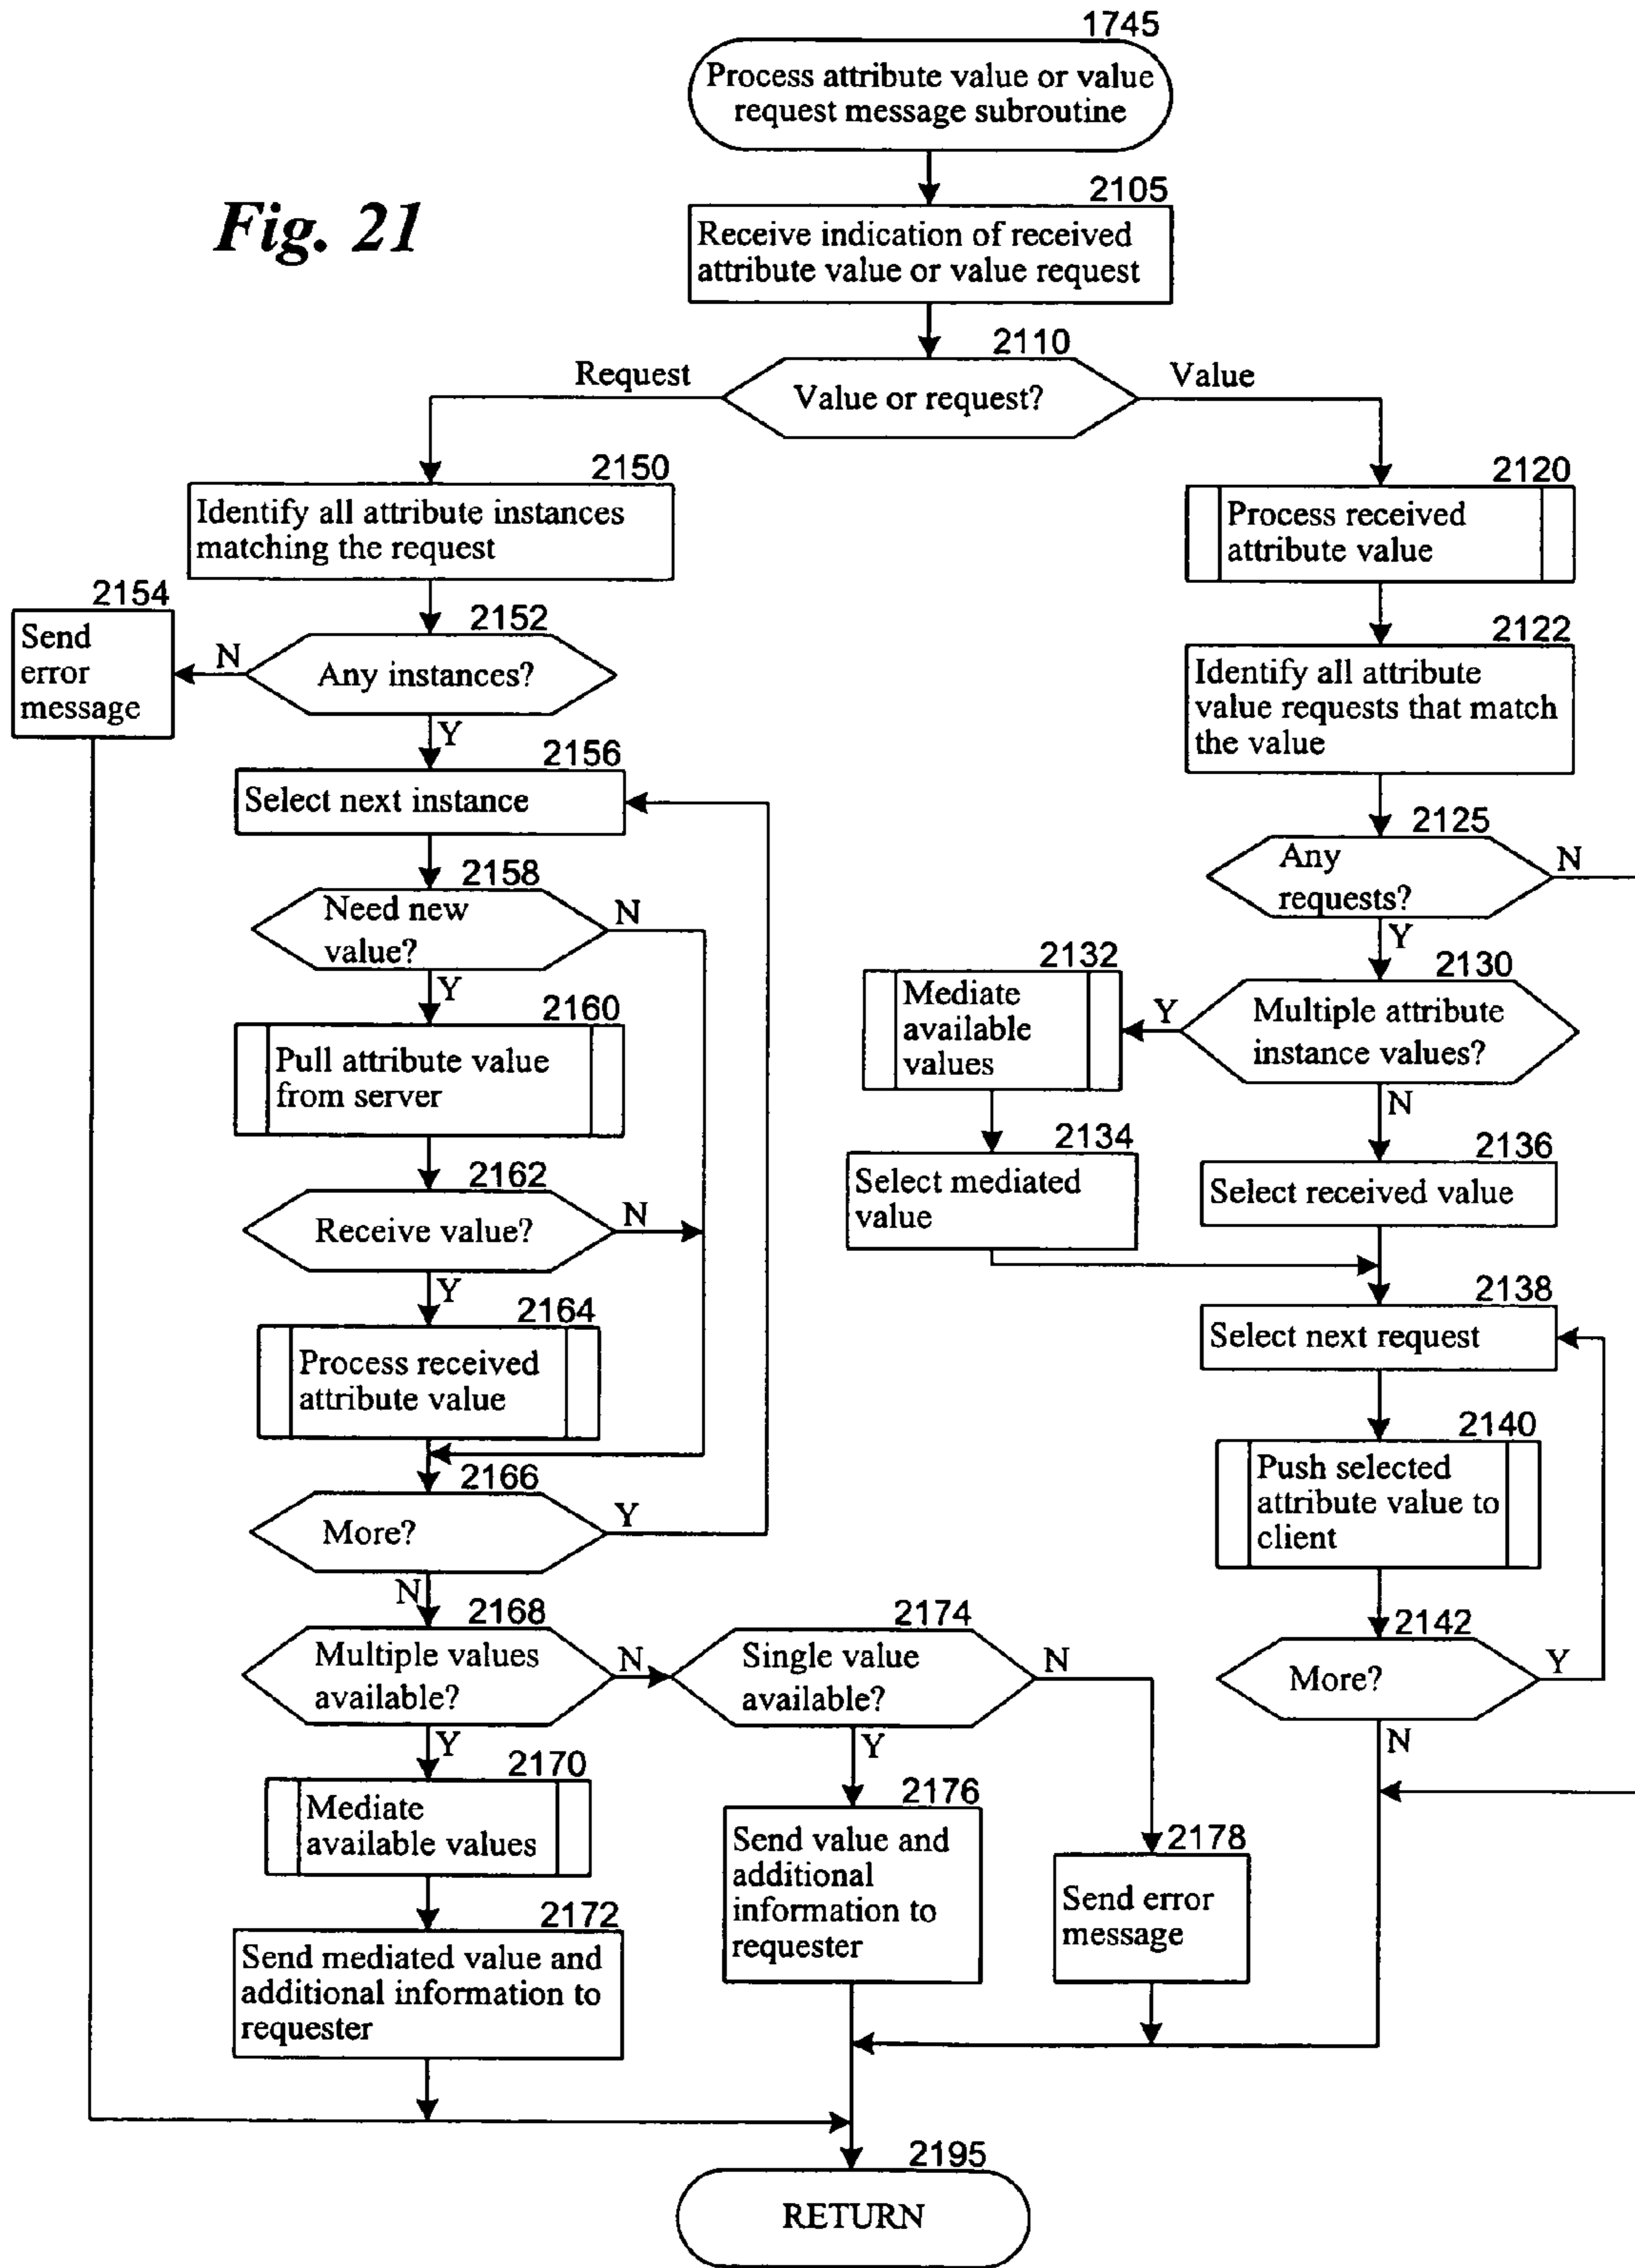 1745
Process attribute value or value
request message subroutine
Fig. 21
2105
Receive indication of received
attribute value or value request
2110
Value or request?
Request
Value
2150
Identify all attribute instances
matching the request
2120
Process received
attribute value
2154
Send
error
message
2152
Any instances?
N
Y
2122
Identify all attribute
value requests that match
the value
2156
Select next instance
2125
Any
requests?
N
Y
2158
Need new
value?
N
Y
2132
Mediate
available
values
2130
Multiple attribute
instance values?
Y
N
2160
Pull attribute value
from server
2134
Select mediated
value
2136
Select received value
2162
Receive value?
N
Y
2138
Select next request
2164
Process received
attribute value
2140
Push selected
attribute value to
client
2166
More?
Y
N
2168
Multiple values
available?
N
Y
2174
Single value
available?
N
Y
2142
More?
Y
N
2170
Mediate
available values
2176
Send value and
additional
information to
requester
2178
Send error
message
2172
Send mediated value and
additional information to
requester
2195
RETURN